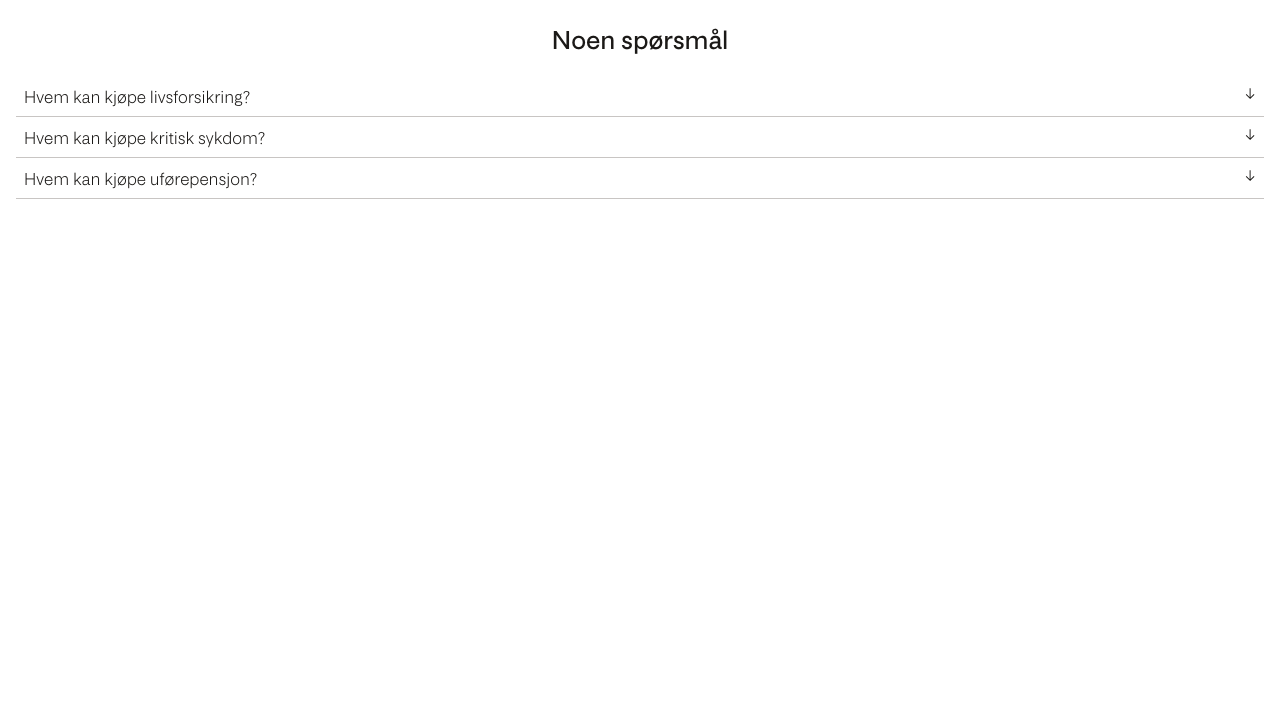 Noen spørsmål
Hvem kan kjøpe livsforsikring?
Hvem kan kjøpe kritisk sykdom?
Hvem kan kjøpe uførepensjon?